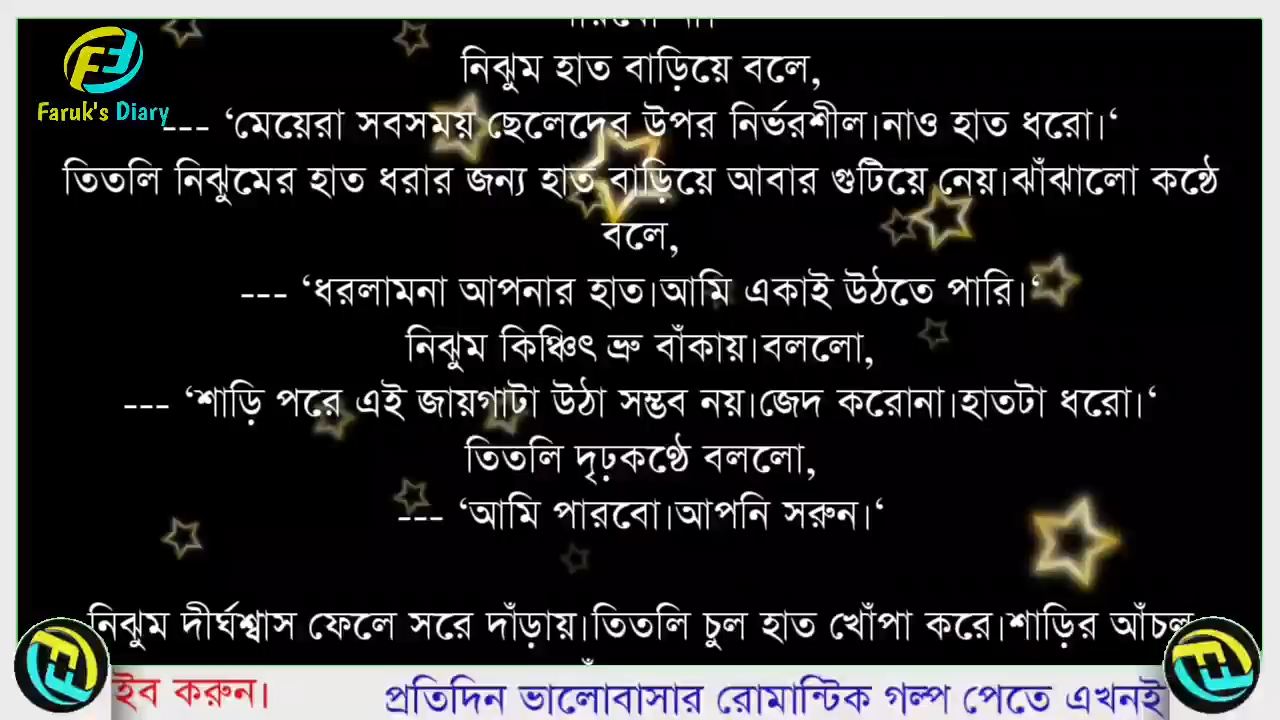 নিঝুম হাত বাড়িয়ে বলে,
--- ‘মেয়েরা সবসময় ছেলেদের উপর নির্ভরশীল।নাও হাত ধরো।‘
তিতলি নিঝুমের হাত ধরার জন্য হাত বাড়িয়ে আবার গুটিয়ে নেয়।ঝাঁঝালো কন্ঠে
বলে,
--- ‘ধরলামনা আপনার হাত।আমি একাই উঠতে পারি।‘
নিঝুম কিঞ্চিৎ ভ্রু বাঁকায়।বললো,
--- ‘শাড়ি পরে এই জায়গাটা উঠা সম্ভব নয়।জেদ করোনা।হাতটা ধরো।‘
তিতলি দৃঢ়কণ্ঠে বললো,
--- ‘আমি পারবো।আপনি সরুন।‘
নিঝুম দীর্ঘশ্বাস ফেলে সরে দাঁড়ায়।তিতলি চুল হাত খোঁপা করে।শাড়ির আঁচল
Faruk's Diary
ইব করুন। প্রতিদিন ভালোবাসার রোমান্টিক গল্প পেতে এখনই